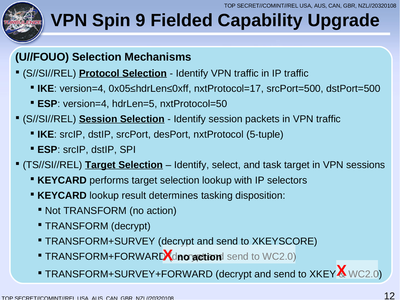 TOP SECRET//COMINT//REL USA, AUS, CAN, GBR, NZL//20320108
VPN Spin 9 Fielded Capability Upgrade
(U//FOUO) Selection Mechanisms
▪ (S//SI//REL) Protocol Selection - Identify VPN traffic in IP traffic
▪ IKE: version=4, 0x05≤hdrLen≤0xff, nxtProtocol=17, srcPort=500, dstPort=500
▪ ESP: version=4, hdrLen=5, nxtProtocol=50
▪ (S//SI//REL) Session Selection - Identify session packets in VPN traffic
▪ IKE: srcIP, dstIP, srcPort, desPort, nxtProtocol (5-tuple)
▪ ESP: srcIP, dstIP, SPI
▪ (TS//SI//REL) Target Selection – Identify, select, and task target in VPN sessions
▪ KEYCARD performs target selection lookup with IP selectors
▪ KEYCARD lookup result determines tasking disposition:
▪ Not TRANSFORM (no action)
▪ TRANSFORM (decrypt)
▪ TRANSFORM+SURVEY (decrypt and send to XKEYSCORE)
▪ TRANSFORM+FORWARD X no action send to WC2.0)
▪ TRANSFORM+SURVEY+FORWARD (decrypt and send to XKEY X WC2.0)
TOP SECRET//COMINT//REL USA, AUS, CAN, GBR, NZL//20320108
12